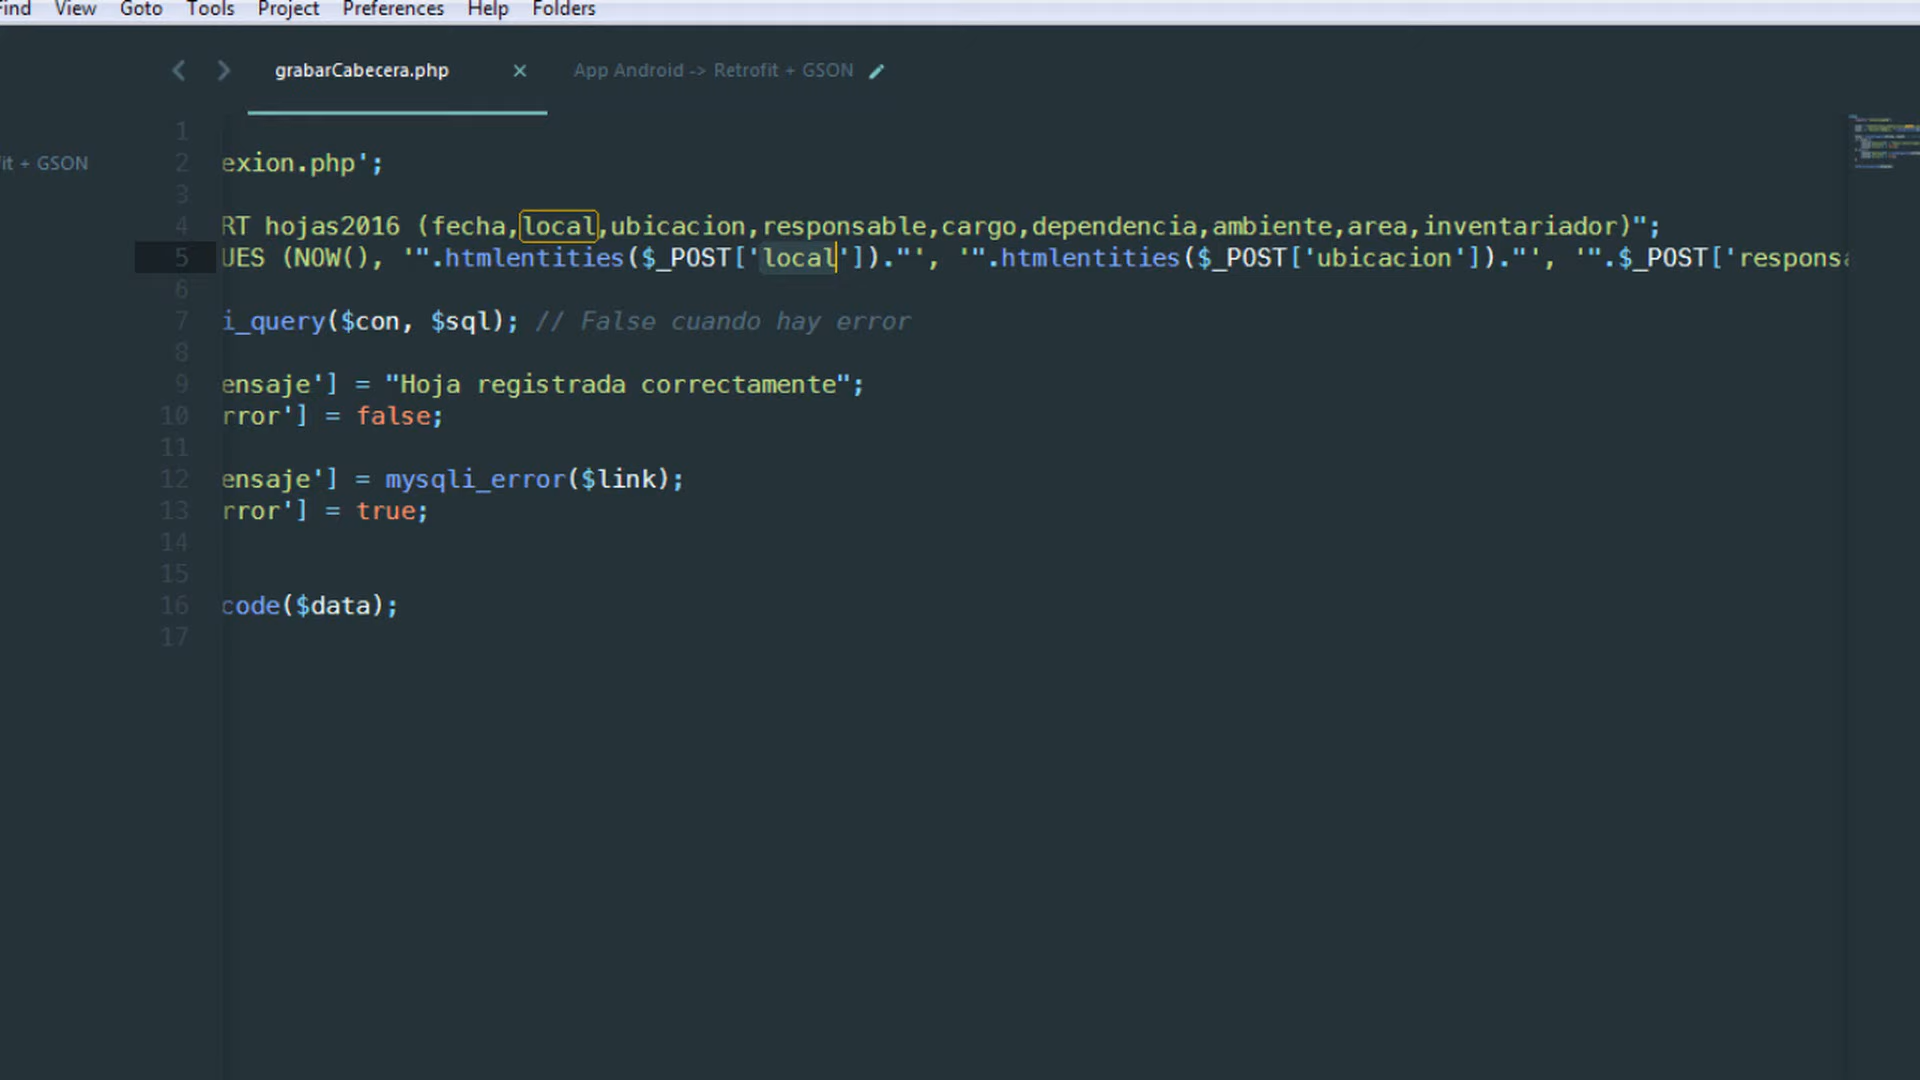 Find View Goto Tools Project Preferences Help Folders
grabarCabecera.php × App Android -> Retrofit + GSON
fit + GSON
1
2 exion.php';
3
4 RT hojas2016 (fecha,local,ubicacion,responsable,cargo,dependencia,ambiente,area,inventariador)";
5 UES (NOW(), '".htmlentities($_POST['local'])."', '".htmlentities($_POST['ubicacion'])."', '".$_POST['responsa
6
7 i_query($con, $sql); // False cuando hay error
8
9 ensaje'] = "Hoja registrada correctamente";
10 rror'] = false;
11
12 ensaje'] = mysqli_error($link);
13 rror'] = true;
14
15
16 code($data);
17